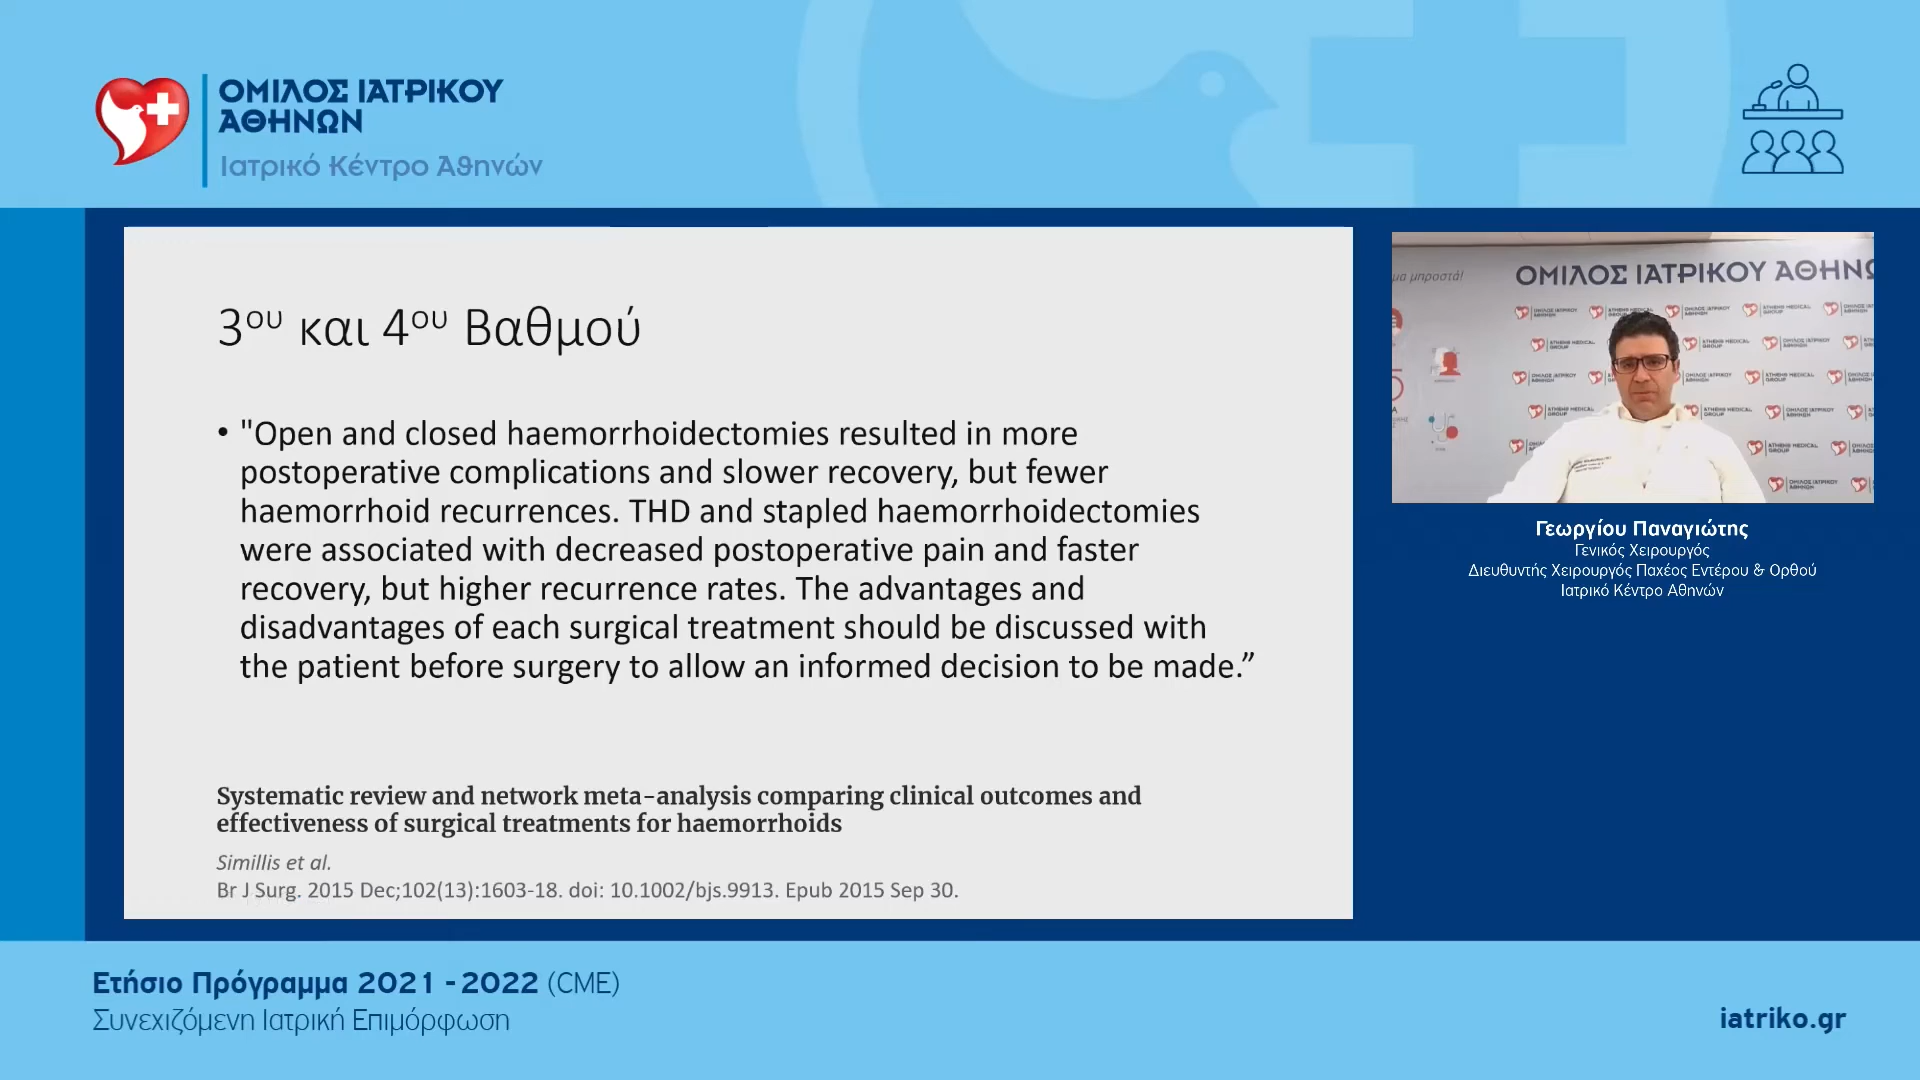 ΟΜΙΛΟΣ ΙΑΤΡΙΚΟΥ
ΑΘΗΝΩΝ
Ιατρικό Κέντρο Αθηνών
3ου και 4ου Βαθμού
• "Open and closed haemorrhoidectomies resulted in more
postoperative complications and slower recovery, but fewer
haemorrhoid recurrences. THD and stapled haemorrhoidectomies
were associated with decreased postoperative pain and faster
recovery, but higher recurrence rates. The advantages and
disadvantages of each surgical treatment should be discussed with
the patient before surgery to allow an informed decision to be made.”
Systematic review and network meta-analysis comparing clinical outcomes and
effectiveness of surgical treatments for haemorrhoids
Simillis et al.
Br J Surg. 2015 Dec;102(13):1603-18. doi: 10.1002/bjs.9913. Epub 2015 Sep 30.
μπροστά!
ΟΜΙΛΟΣ ΙΑΤΡΙΚΟΥ ΑΘΗΝΩ
Γεωργίου Παναγιώτης
Γενικός Χειρουργός
Διευθυντής Χειρουργός Παχέος Εντέρου & Ορθού
Ιατρικό Κέντρο Αθηνών
Ετήσιο Πρόγραμμα 2021 - 2022 (CME)
Συνεχιζόμενη Ιατρική Επιμόρφωση
iatriko.gr